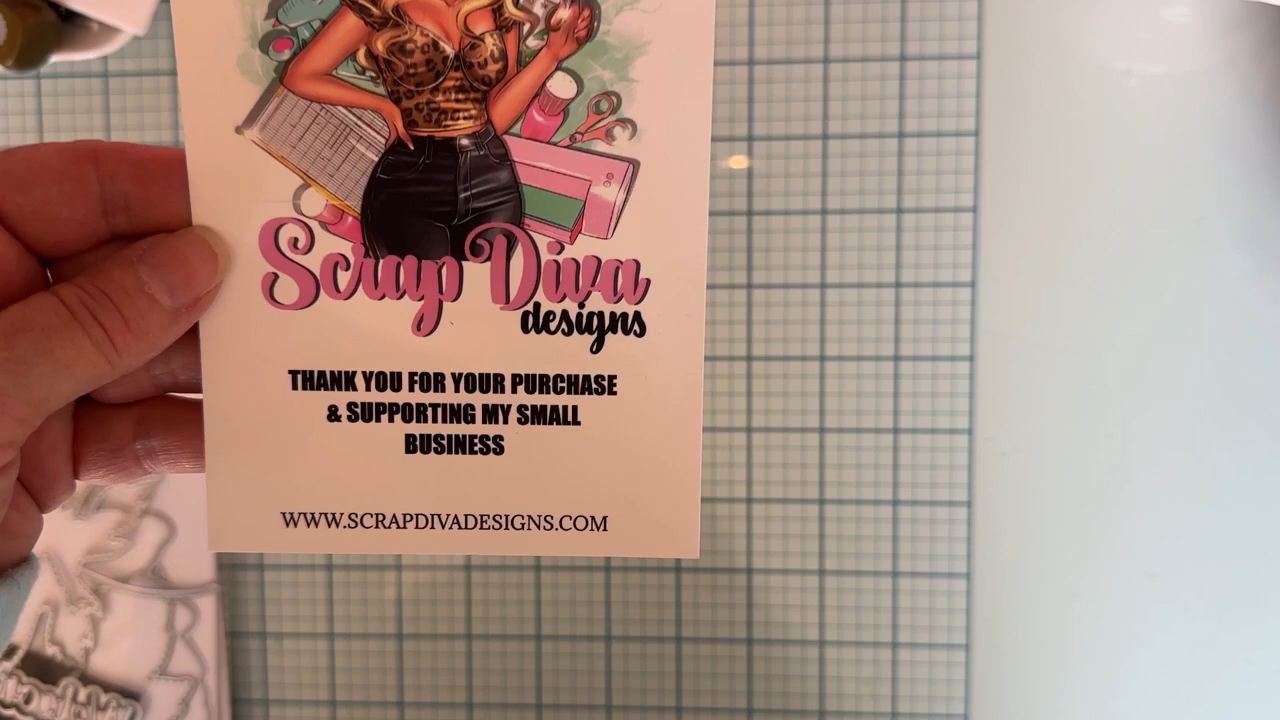 Scrap Diva
designs
THANK YOU FOR YOUR PURCHASE
& SUPPORTING MY SMALL
BUSINESS
WWW.SCRAPDIVADESIGNS.COM